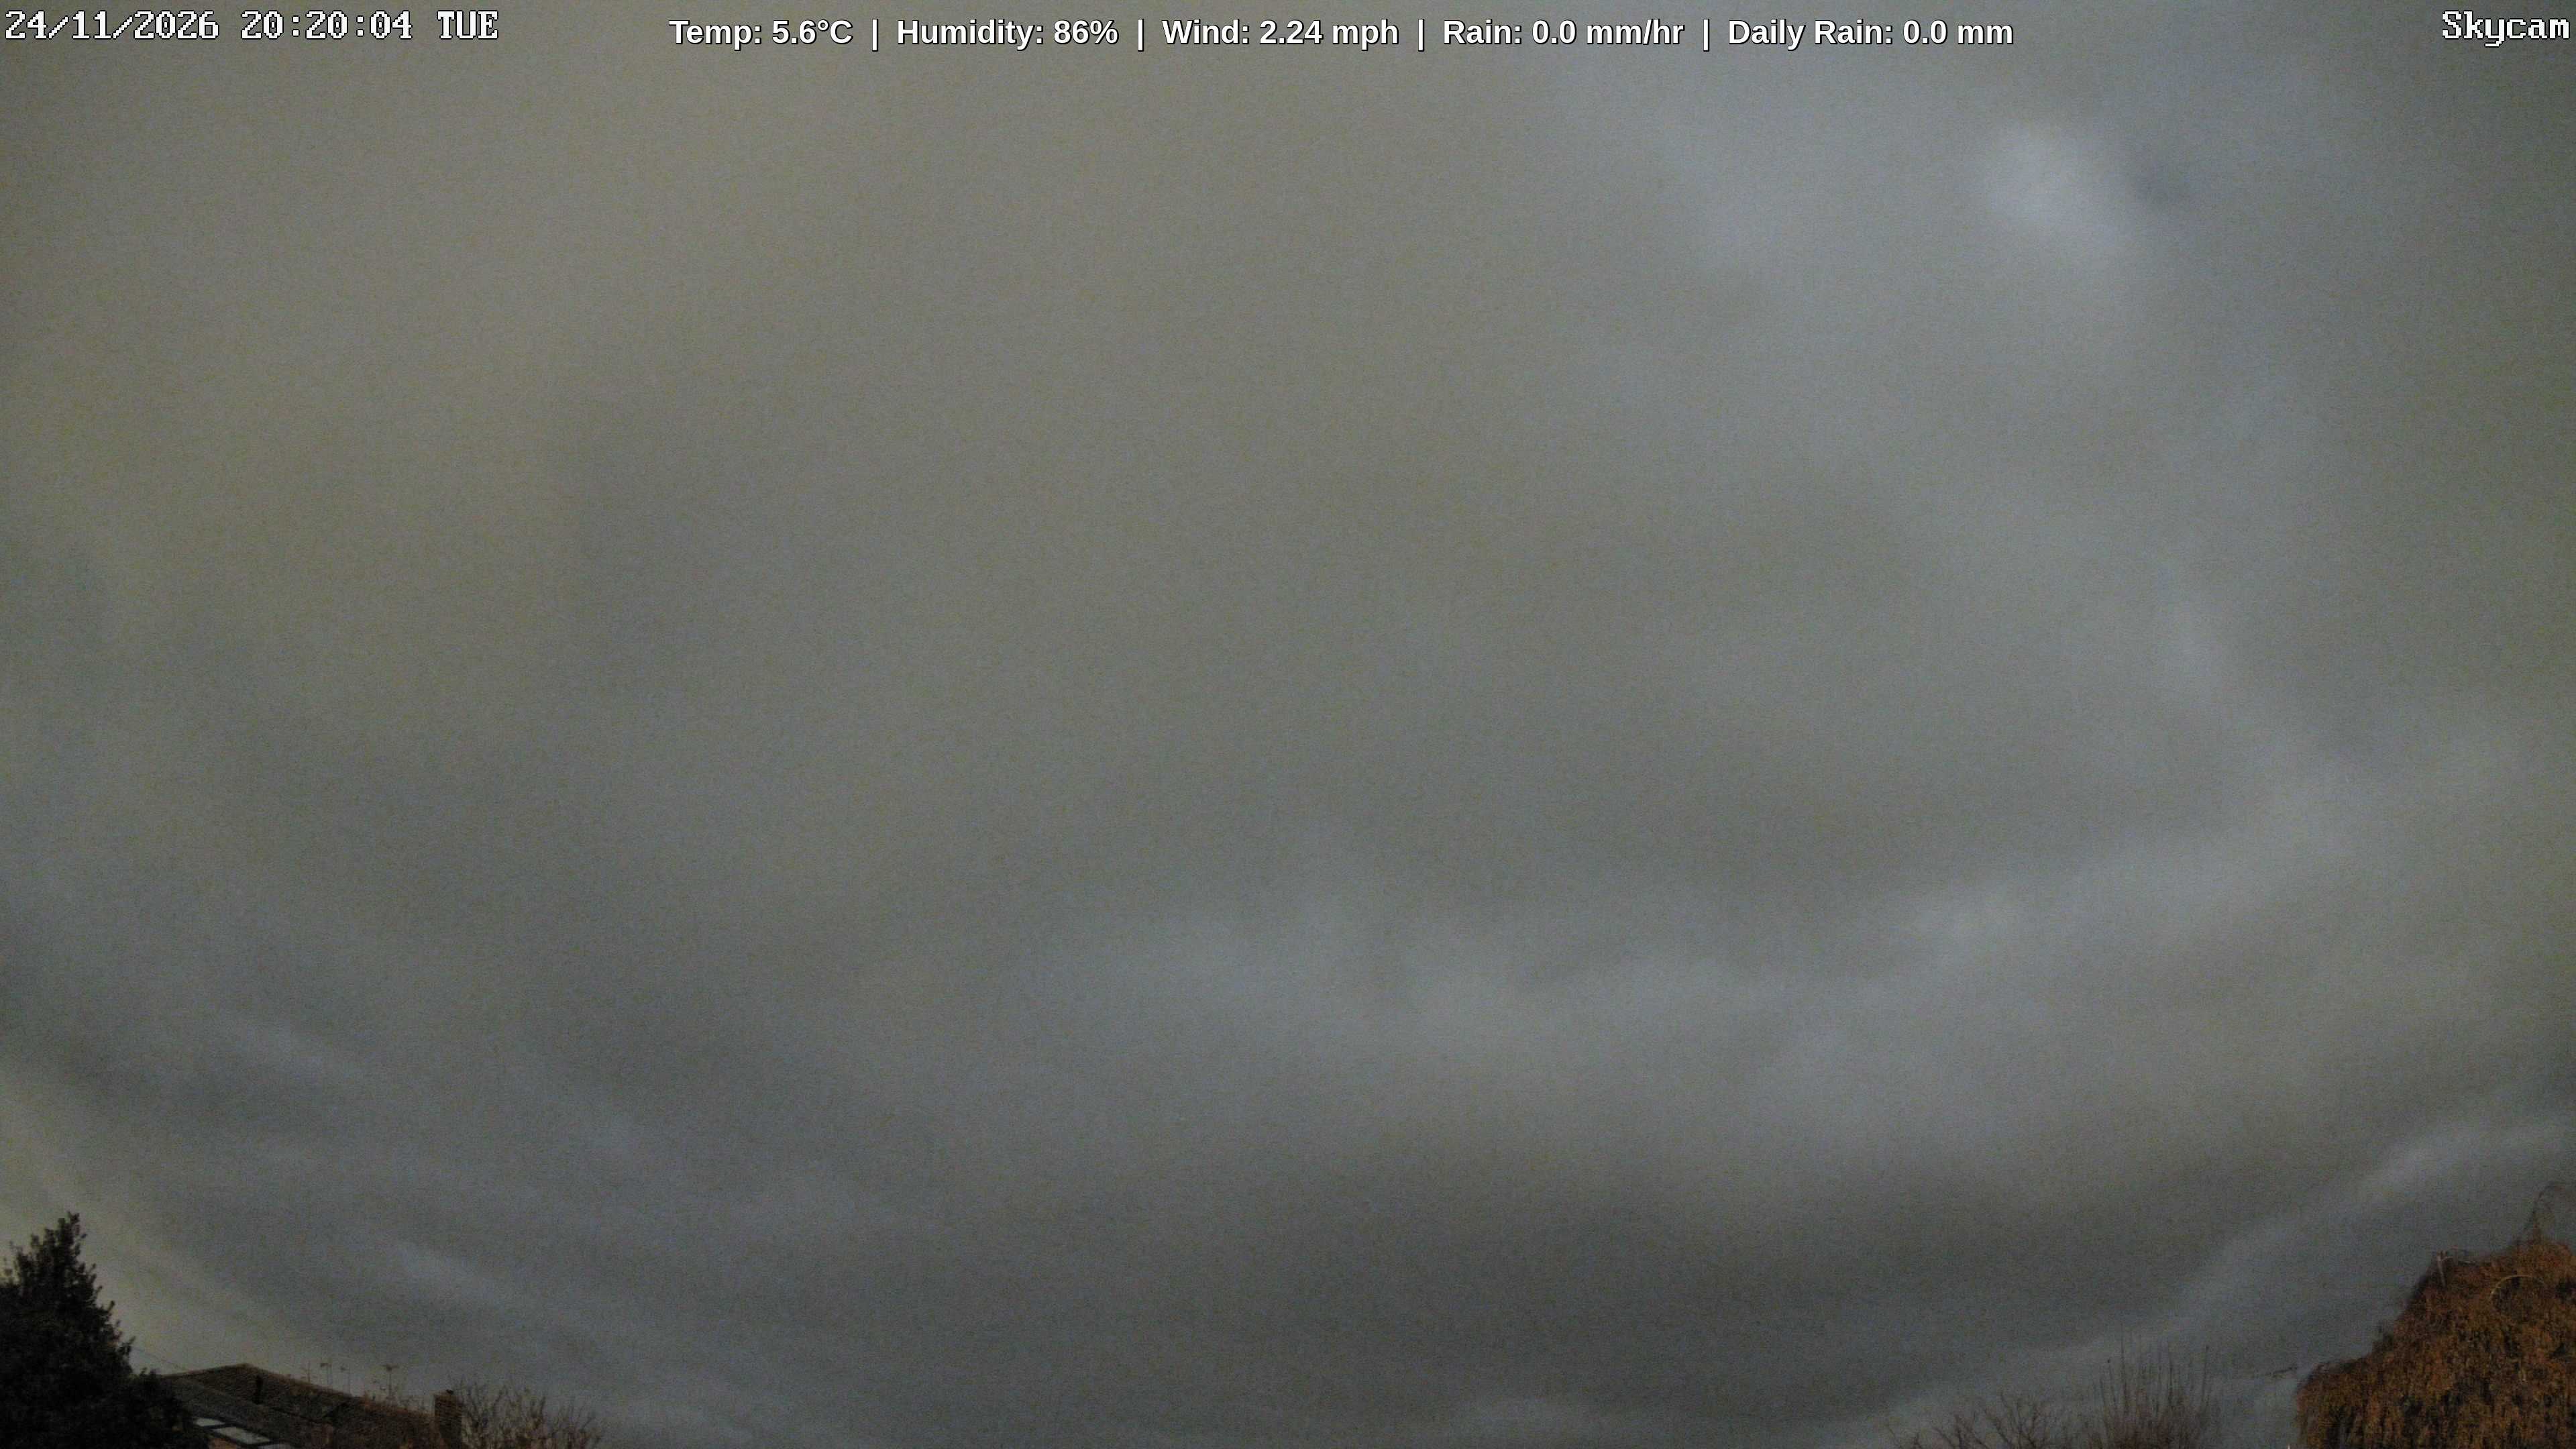 24/11/2026 20:20:04 TUE
Temp: 5.6°C | Humidity: 86% | Wind: 2.24 mph | Rain: 0.0 mm/hr | Daily Rain: 0.0 mm
Skycam